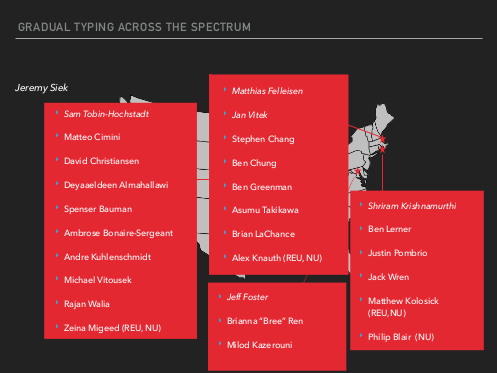 GRADUAL TYPING ACROSS THE SPECTRUM
Jeremy Siek
Sam Tobin-Hochstadt
Matteo Cimini
David Christiansen
Deyaaeldeen Almahallawi
Spenser Bauman
Ambrose Bonaire-Sergeant
Andre Kuhlenschmidt
Michael Vitousek
Rajan Walia
Zeina Migeed (REU, NU)
Matthias Felleisen
Jan Vitek
Stephen Chang
Ben Chung
Ben Greenman
Asumu Takikawa
Brian LaChance
Alex Knauth (REU, NU)
Jeff Foster
Brianna “Bree” Ren
Milod Kazerouni
Shriram Krishnamurthi
Ben Lerner
Justin Pombrio
Jack Wren
Matthew Kolosick
(REU,NU)
Philip Blair (NU)